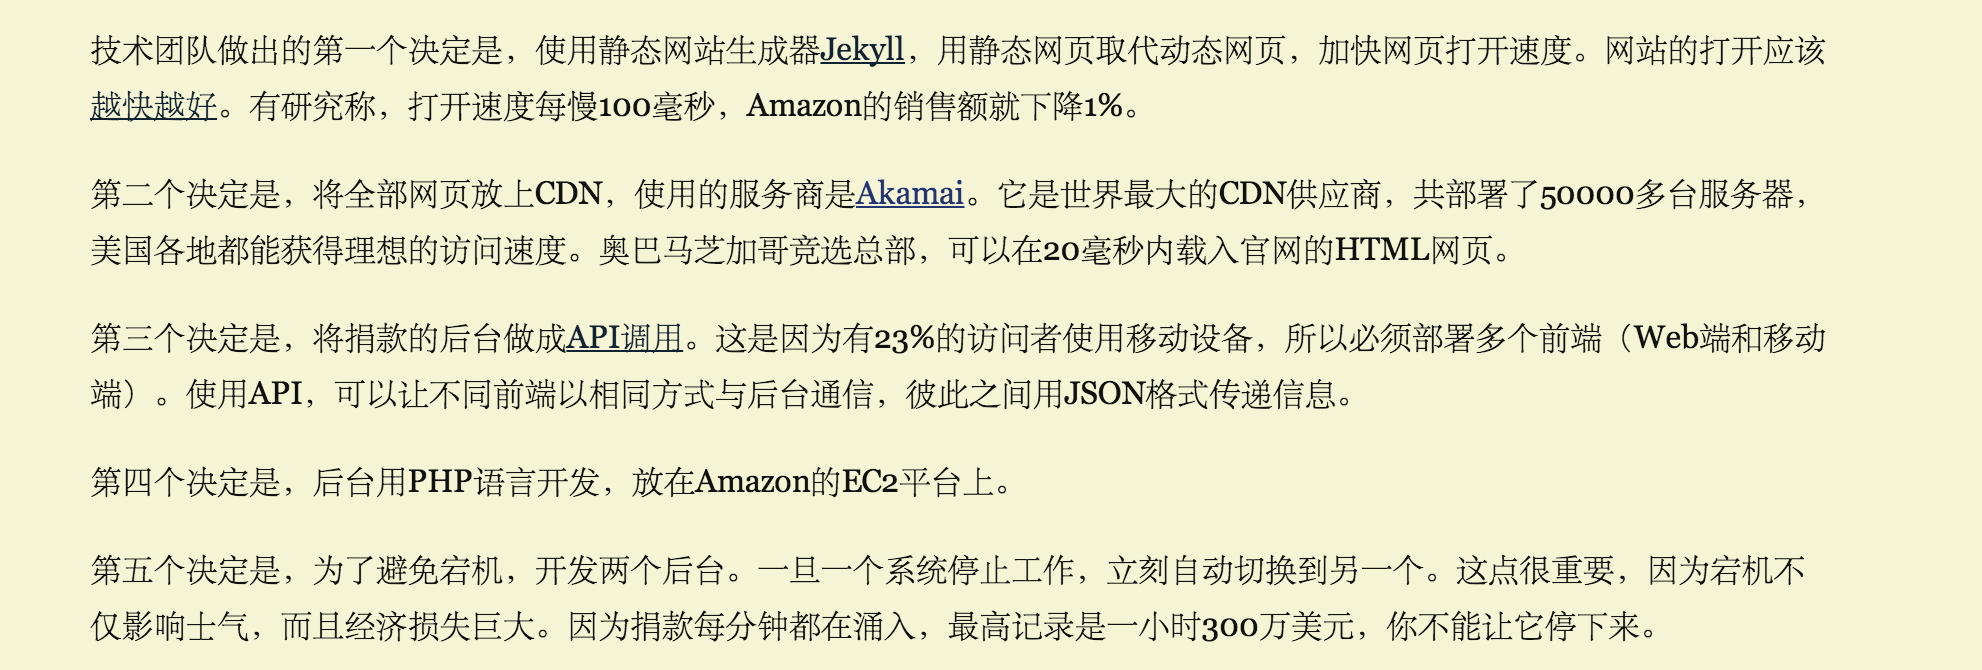 技术团队做出的第一个决定是，使用静态网站生成器Jekyll，用静态网页取代动态网页，加快网页打开速度。网站的打开应该
越快越好。有研究称，打开速度每慢100毫秒，Amazon的销售额就下降1%。
第二个决定是，将全部网页放上CDN，使用的服务商是Akamai。它是世界最大的CDN供应商，共部署了50000多台服务器，
美国各地都能获得理想的访问速度。奥巴马芝加哥竞选总部，可以在20毫秒内载入官网的HTML网页。
第三个决定是，将捐款的后台做成API调用。这是因为有23%的访问者使用移动设备，所以必须部署多个前端（Web端和移动
端）。使用API，可以让不同前端以相同方式与后台通信，彼此之间用JSON格式传递信息。
第四个决定是，后台用PHP语言开发，放在Amazon的EC2平台上。
第五个决定是，为了避免宕机，开发两个后台。一旦一个系统停止工作，立刻自动切换到另一个。这点很重要，因为宕机不
仅影响士气，而且经济损失巨大。因为捐款每分钟都在涌入，最高记录是一小时300万美元，你不能让它停下来。